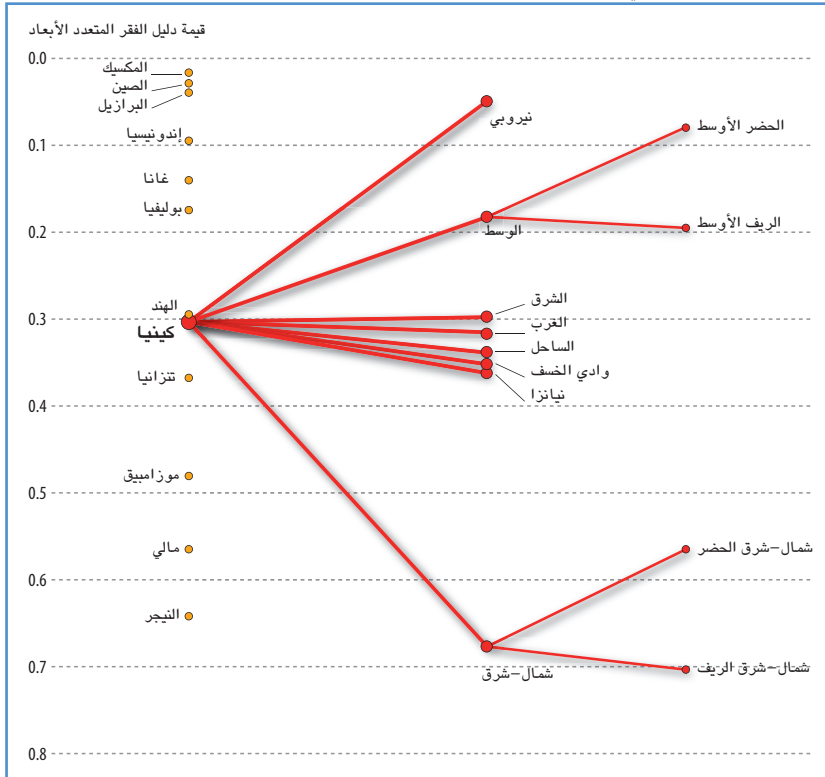 قيمة دليل الفقر المتعدد الأبعاد
0.0
المكسيك
الصين
البرازيل
نيروبي
0.1
الحضر الأوسط
إندونيسيا
غانا
بوليفيا
0.2
الريف الأوسط
الوسط
الشرق
الهند
0.3
الغرب
كينيا
الساحل
وادي الخسف
تنزانيا
نيانزا
0.4
موزامبيق
0.5
مالي
شمال–شرق الحضر
0.6
النيجر
0.7
شمال–شرق
شمال–شرق الريف
0.8